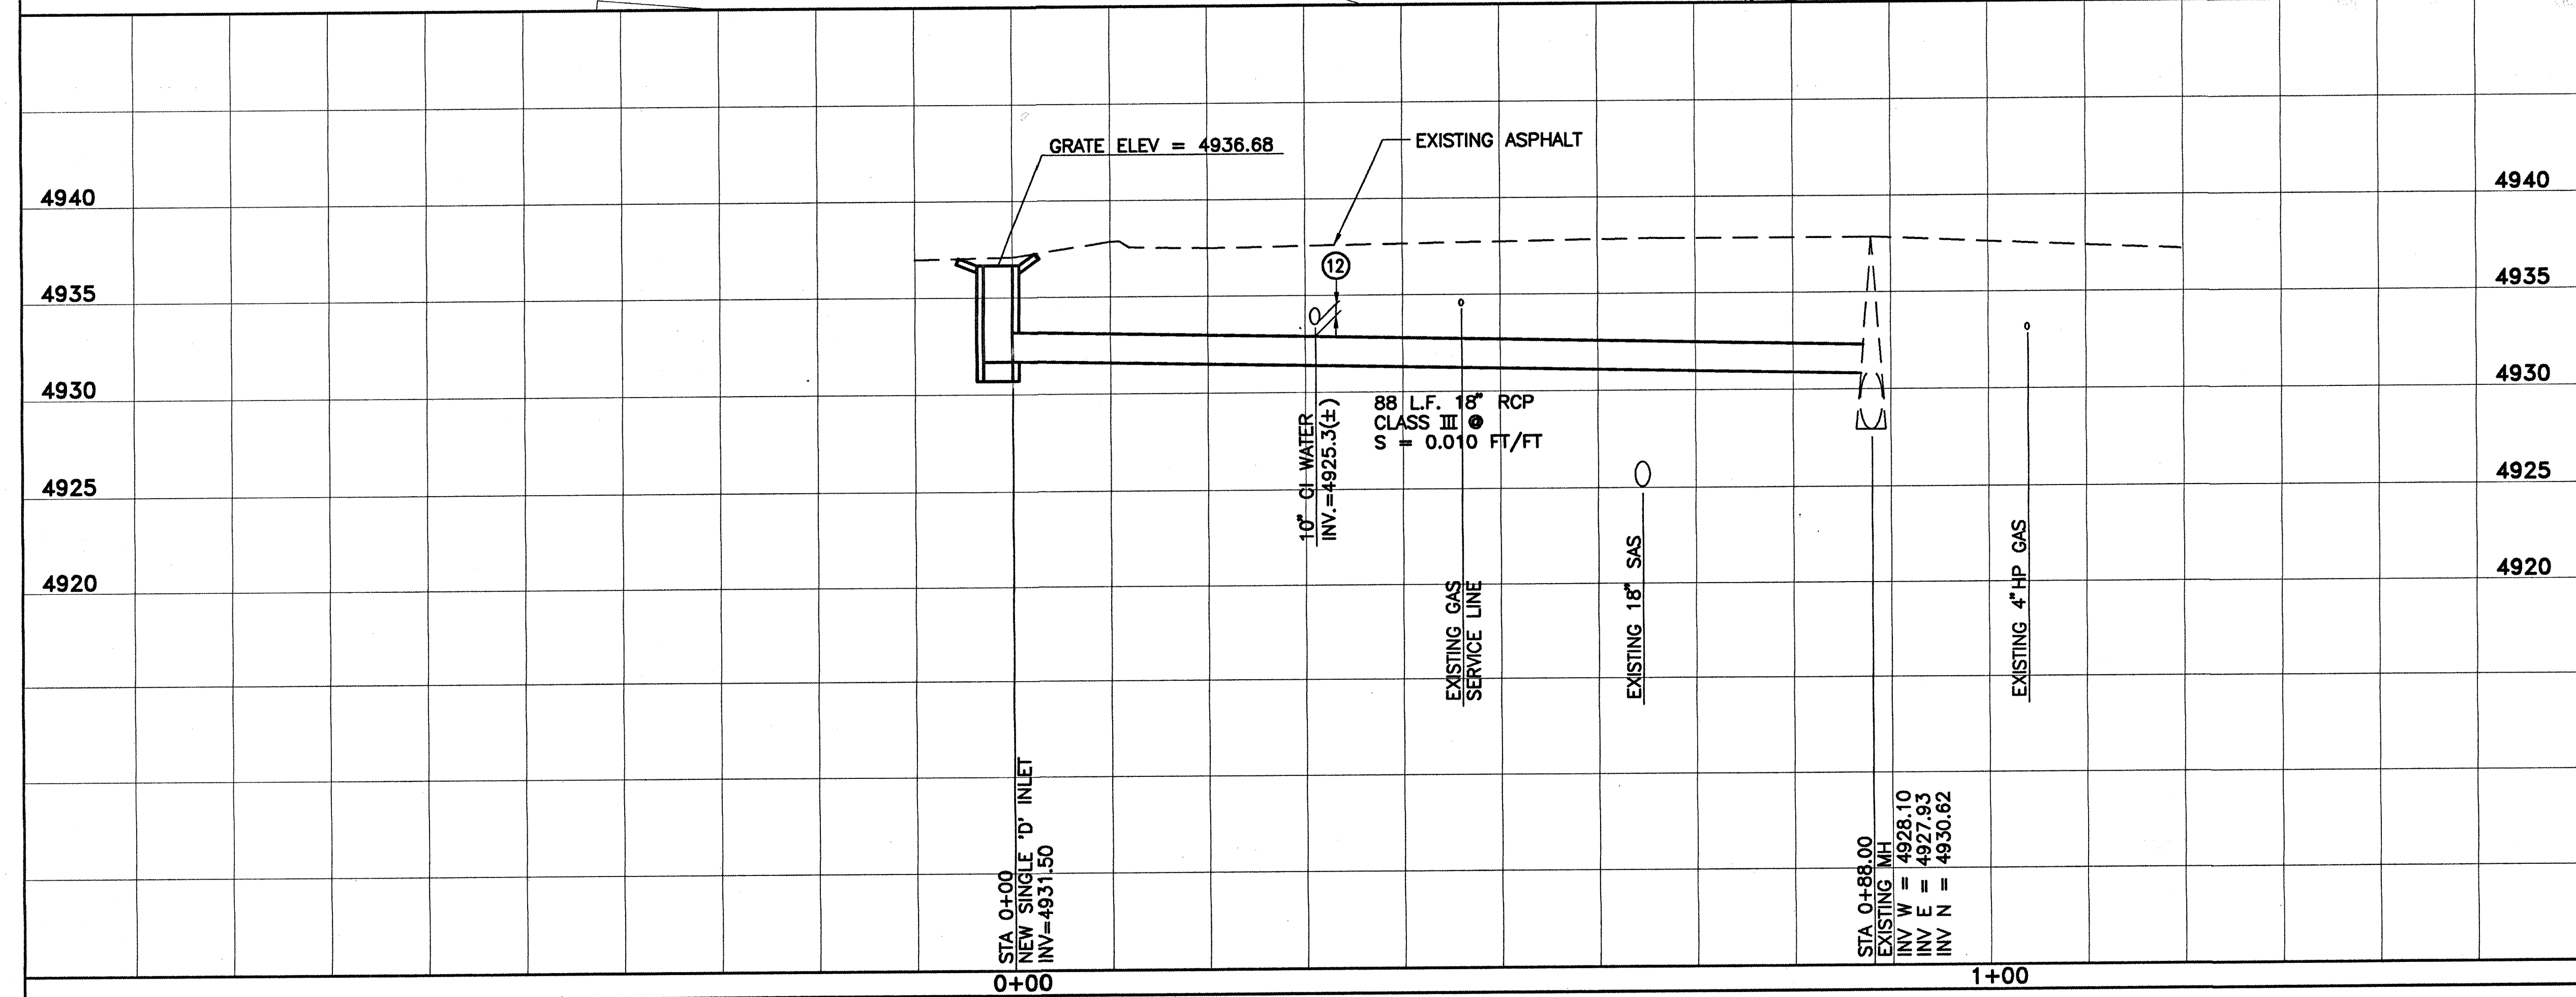 GRATE ELEV = 4936.68
EXISTING ASPHALT
4940
4940
12
4935
4935
4930
4930
88 L.F. 18" RCP
CLASS III @
S = 0.010 FT/FT
10" CI WATER
INV.=4925.3(±)
4925
4925
4920
4920
EXISTING GAS
SERVICE LINE
EXISTING 18" SAS
EXISTING 4" HP GAS
STA 0+00
NEW SINGLE 'D' INLET
INV=4931.50
STA 0+88.00
EXISTING MH
INV W = 4928.10
INV E = 4927.93
INV N = 4930.62
0+00
1+00